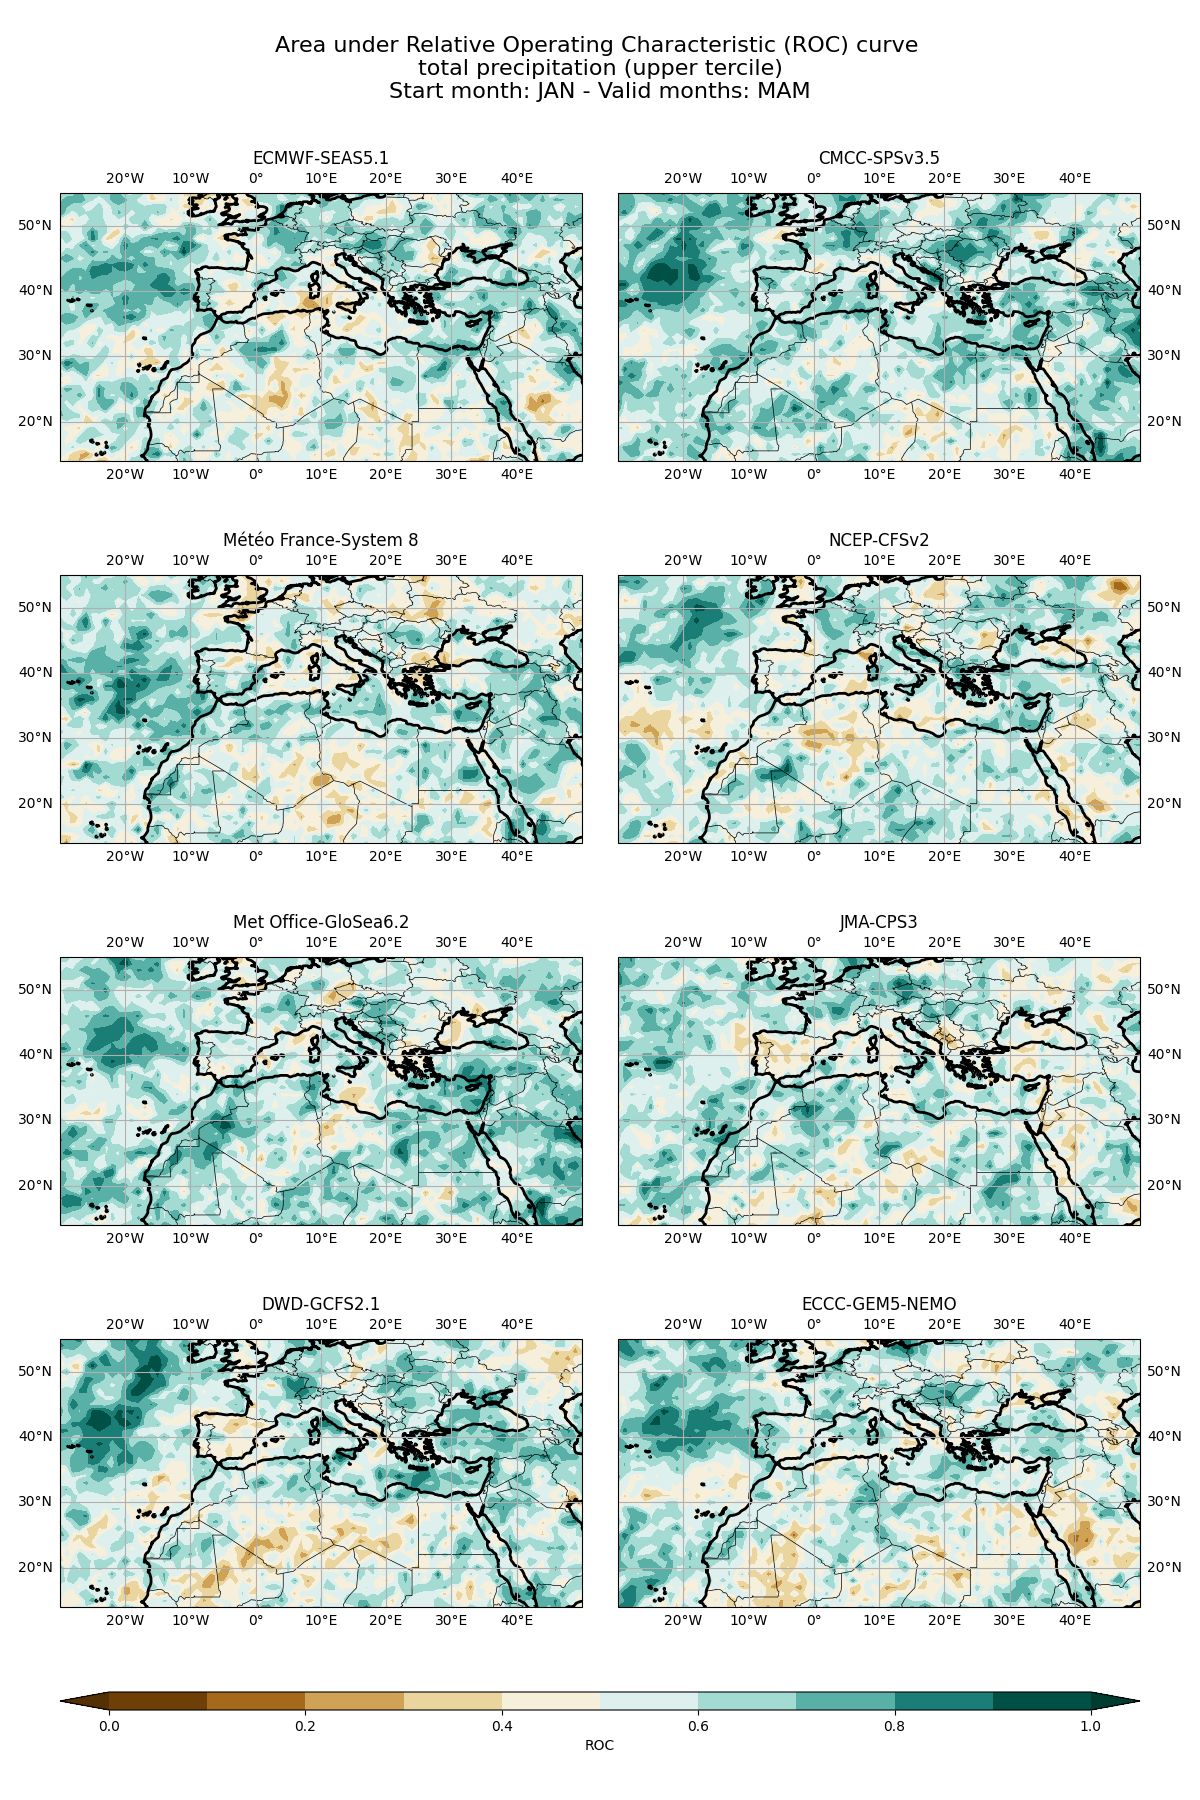 Area under Relative Operating Characteristic (ROC) curve
total precipitation (upper tercile)
Start month: JAN - Valid months: MAM
ECMWF-SEAS5.1
CMCC-SPSv3.5
20°W 10°W 0° 10°E 20°E 30°E 40°E
20°W 10°W 0° 10°E 20°E 30°E 40°E
50°N
50°N
40°N
40°N
30°N
30°N
20°N
20°N
20°W 10°W 0° 10°E 20°E 30°E 40°E
20°W 10°W 0° 10°E 20°E 30°E 40°E
Météo France-System 8
NCEP-CFSv2
20°W 10°W 0° 10°E 20°E 30°E 40°E
20°W 10°W 0° 10°E 20°E 30°E 40°E
50°N
50°N
40°N
40°N
30°N
30°N
20°N
20°N
20°W 10°W 0° 10°E 20°E 30°E 40°E
20°W 10°W 0° 10°E 20°E 30°E 40°E
Met Office-GloSea6.2
JMA-CPS3
20°W 10°W 0° 10°E 20°E 30°E 40°E
20°W 10°W 0° 10°E 20°E 30°E 40°E
50°N
50°N
40°N
40°N
30°N
30°N
20°N
20°N
20°W 10°W 0° 10°E 20°E 30°E 40°E
20°W 10°W 0° 10°E 20°E 30°E 40°E
DWD-GCFS2.1
ECCC-GEM5-NEMO
20°W 10°W 0° 10°E 20°E 30°E 40°E
20°W 10°W 0° 10°E 20°E 30°E 40°E
50°N
50°N
40°N
40°N
30°N
30°N
20°N
20°N
20°W 10°W 0° 10°E 20°E 30°E 40°E
20°W 10°W 0° 10°E 20°E 30°E 40°E
0.0 0.2 0.4 0.6 0.8 1.0
ROC